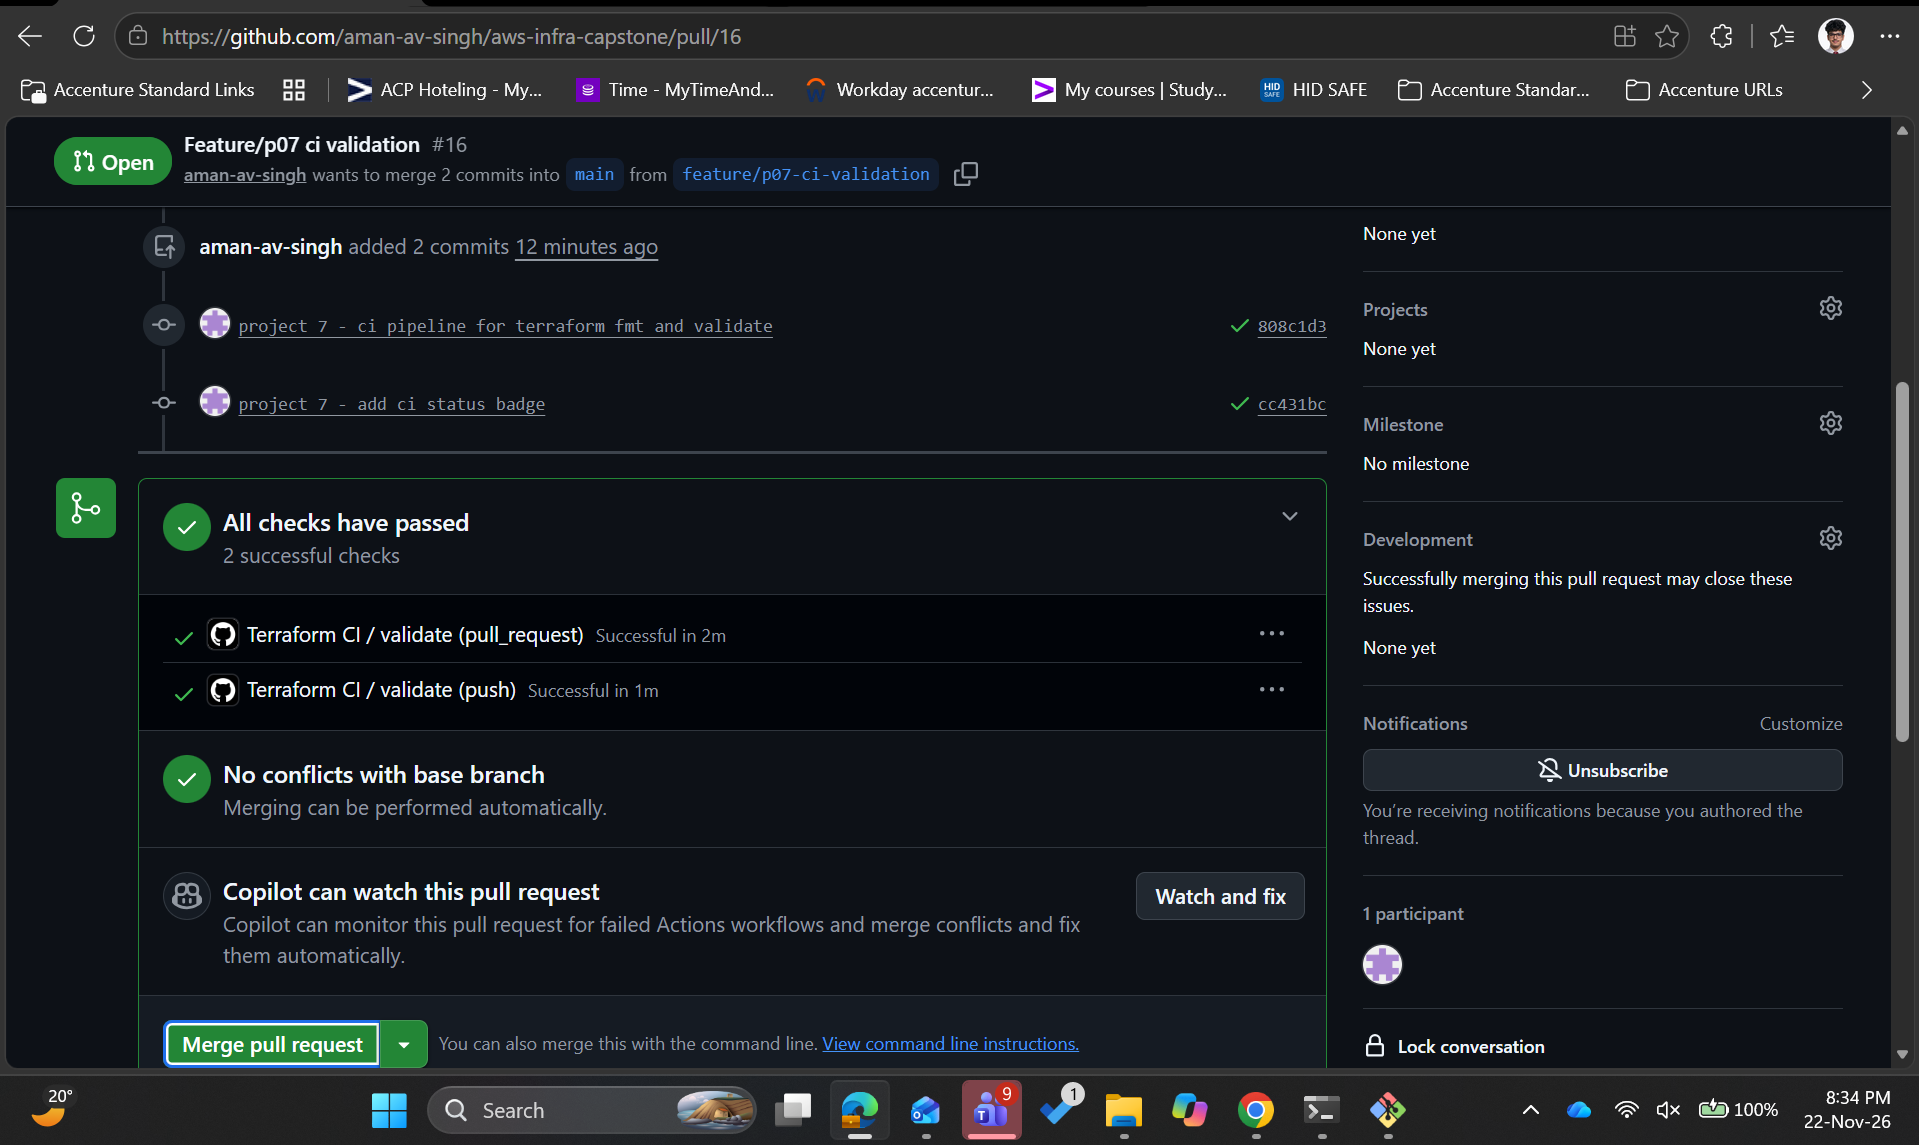 https://github.com/aman-av-singh/aws-infra-capstone/pull/16
Accenture Standard Links
ACP Hoteling - My...
Time - MyTimeAnd...
Workday accentur...
My courses | Study...
HID SAFE
Accenture Standar...
Accenture URLs
Open
Feature/p07 ci validation #16
aman-av-singh wants to merge 2 commits into main from feature/p07-ci-validation
aman-av-singh added 2 commits 12 minutes ago
project 7 - ci pipeline for terraform fmt and validate
808c1d3
project 7 - add ci status badge
cc431bc
All checks have passed
2 successful checks
Terraform CI / validate (pull_request) Successful in 2m
Terraform CI / validate (push) Successful in 1m
No conflicts with base branch
Merging can be performed automatically.
Copilot can watch this pull request
Copilot can monitor this pull request for failed Actions workflows and merge conflicts and fix
them automatically.
Watch and fix
Merge pull request
You can also merge this with the command line. View command line instructions.
None yet
Projects
None yet
Milestone
No milestone
Development
Successfully merging this pull request may close these
issues.
None yet
Notifications
Customize
Unsubscribe
You're receiving notifications because you authored the
thread.
1 participant
Lock conversation
20°
Search
9
1
100%
8:34 PM
22-Nov-26